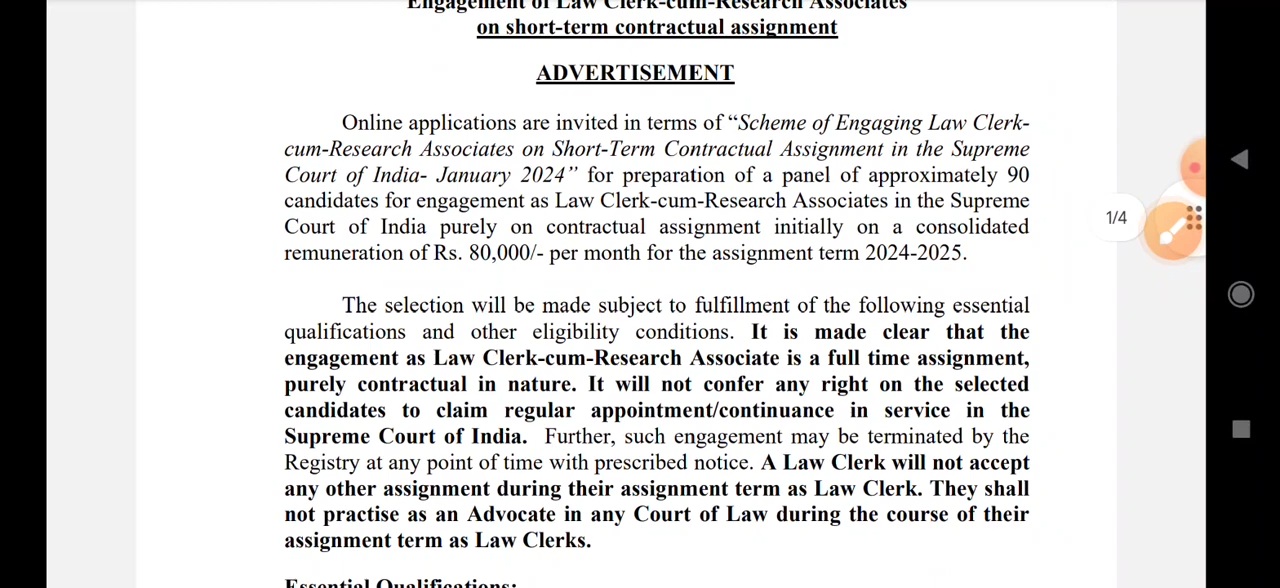 Engagement of Law Clerk-cum-Research Associates
on short-term contractual assignment
ADVERTISEMENT
Online applications are invited in terms of “Scheme of Engaging Law Clerk-
cum-Research Associates on Short-Term Contractual Assignment in the Supreme
Court of India- January 2024” for preparation of a panel of approximately 90
candidates for engagement as Law Clerk-cum-Research Associates in the Supreme
Court of India purely on contractual assignment initially on a consolidated
remuneration of Rs. 80,000/- per month for the assignment term 2024-2025.
The selection will be made subject to fulfillment of the following essential
qualifications and other eligibility conditions. It is made clear that the
engagement as Law Clerk-cum-Research Associate is a full time assignment,
purely contractual in nature. It will not confer any right on the selected
candidates to claim regular appointment/continuance in service in the
Supreme Court of India. Further, such engagement may be terminated by the
Registry at any point of time with prescribed notice. A Law Clerk will not accept
any other assignment during their assignment term as Law Clerk. They shall
not practise as an Advocate in any Court of Law during the course of their
assignment term as Law Clerks.
Essential Qualifications:
1/4